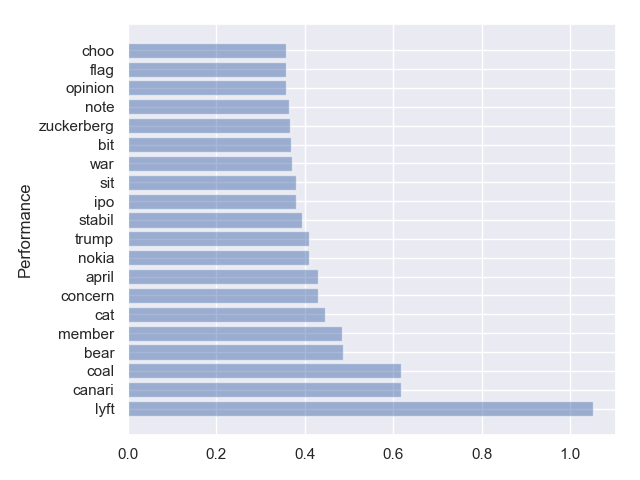 choo
flag
opinion
note
zuckerberg
bit
war
sit
ipo
stabil
trump
nokia
april
concern
cat
member
bear
coal
canari
lyft
Performance
0.0 0.2 0.4 0.6 0.8 1.0